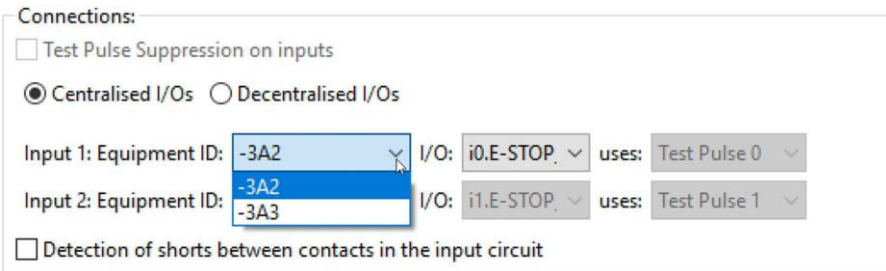 Connections:
Test Pulse Suppression on inputs
Centralised I/Os Decentralised I/Os
Input 1: Equipment ID: -3A2 I/O: i0.E-STOP. uses: Test Pulse 0
-3A2
Input 2: Equipment ID: -3A3 I/O: i1.E-STOP. uses: Test Pulse 1
Detection of shorts between contacts in the input circuit